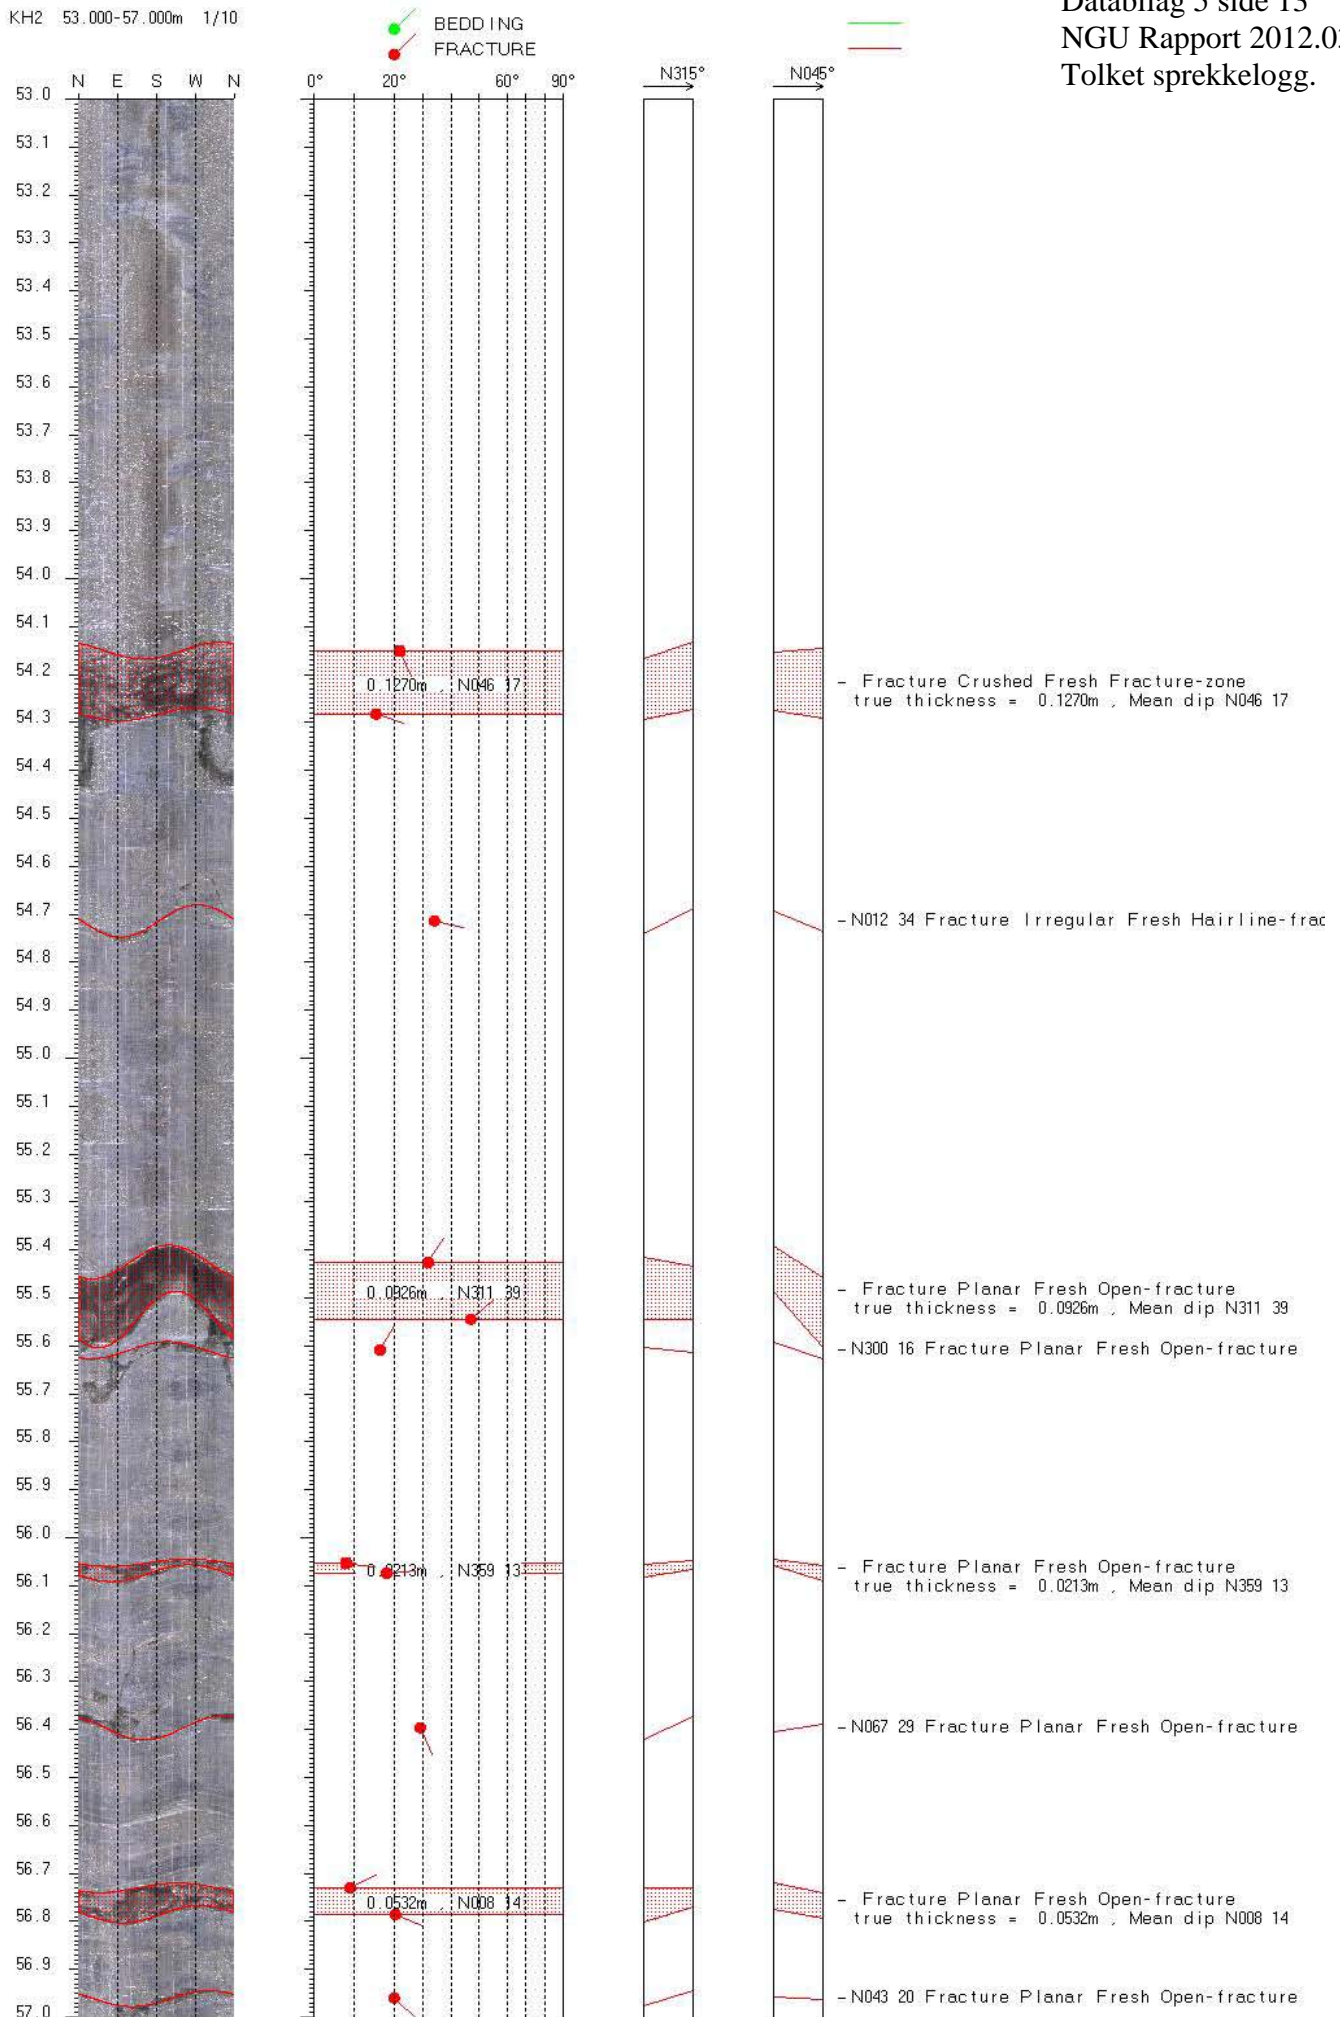 KH2 53.000-57.000m 1/10
BEDDING
FRACTURE
NGU Rapport 2012.0
Tolket sprekkelogg.
N E S W N
0° 20° 60° 90°
N315°
N045°
53.0
53.1
53.2
53.3
53.4
53.5
53.6
53.7
53.8
53.9
54.0
54.1
54.2
0.1270m , N046 17
- Fracture Crushed Fresh Fracture-zone
true thickness = 0.1270m , Mean dip N046 17
54.3
54.4
54.5
54.6
54.7
-N012 34 Fracture Irregular Fresh Hairline-frac
54.8
54.9
55.0
55.1
55.2
55.3
55.4
55.5
0.0926m , N311 39
- Fracture Planar Fresh Open-fracture
true thickness = 0.0926m , Mean dip N311 39
55.6
-N300 16 Fracture Planar Fresh Open-fracture
55.7
55.8
55.9
56.0
0.0213m , N359 13
- Fracture Planar Fresh Open-fracture
true thickness = 0.0213m , Mean dip N359 13
56.1
56.2
56.3
56.4
-N067 29 Fracture Planar Fresh Open-fracture
56.5
56.6
56.7
0.0532m , N008 14
- Fracture Planar Fresh Open-fracture
true thickness = 0.0532m , Mean dip N008 14
56.8
56.9
-N043 20 Fracture Planar Fresh Open-fracture
57.0